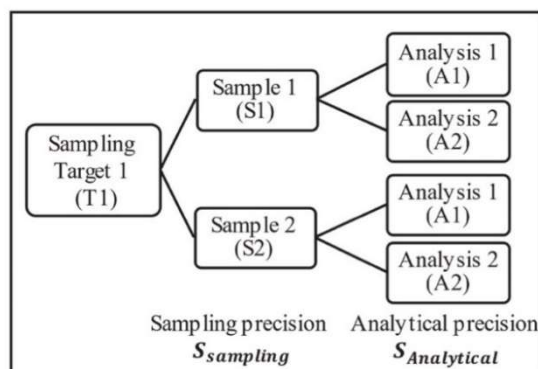 Sampling
Target 1
(T1)
Sample 1
(S1)
Sample 2
(S2)
Analysis 1
(A1)
Analysis 2
(A2)
Analysis 1
(A1)
Analysis 2
(A2)
Sampling precision
S_sampling
Analytical precision
S_Analytical